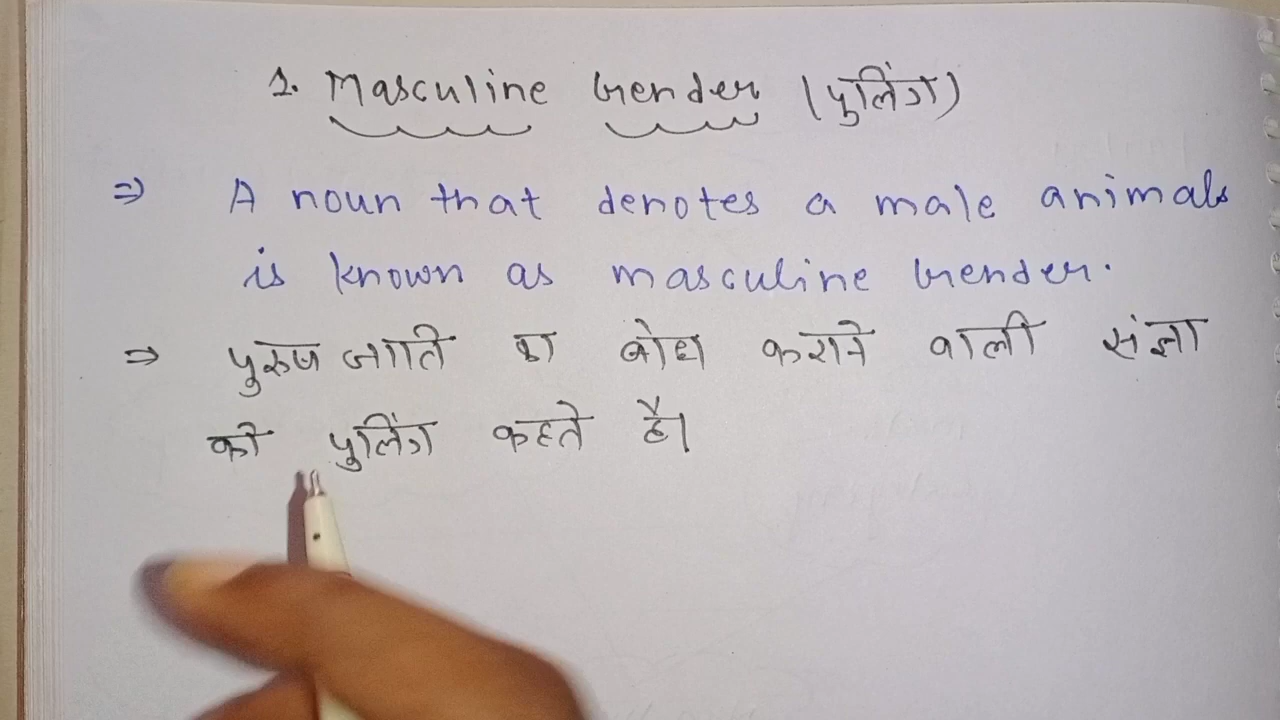 1. Masculine Gender (पुलिंग)
⇒ A noun that denotes a male animals
is known as masculine Gender.
⇒ पुरुष जाति का बोध कराने वाली संज्ञा
को पुलिंग कहते है।